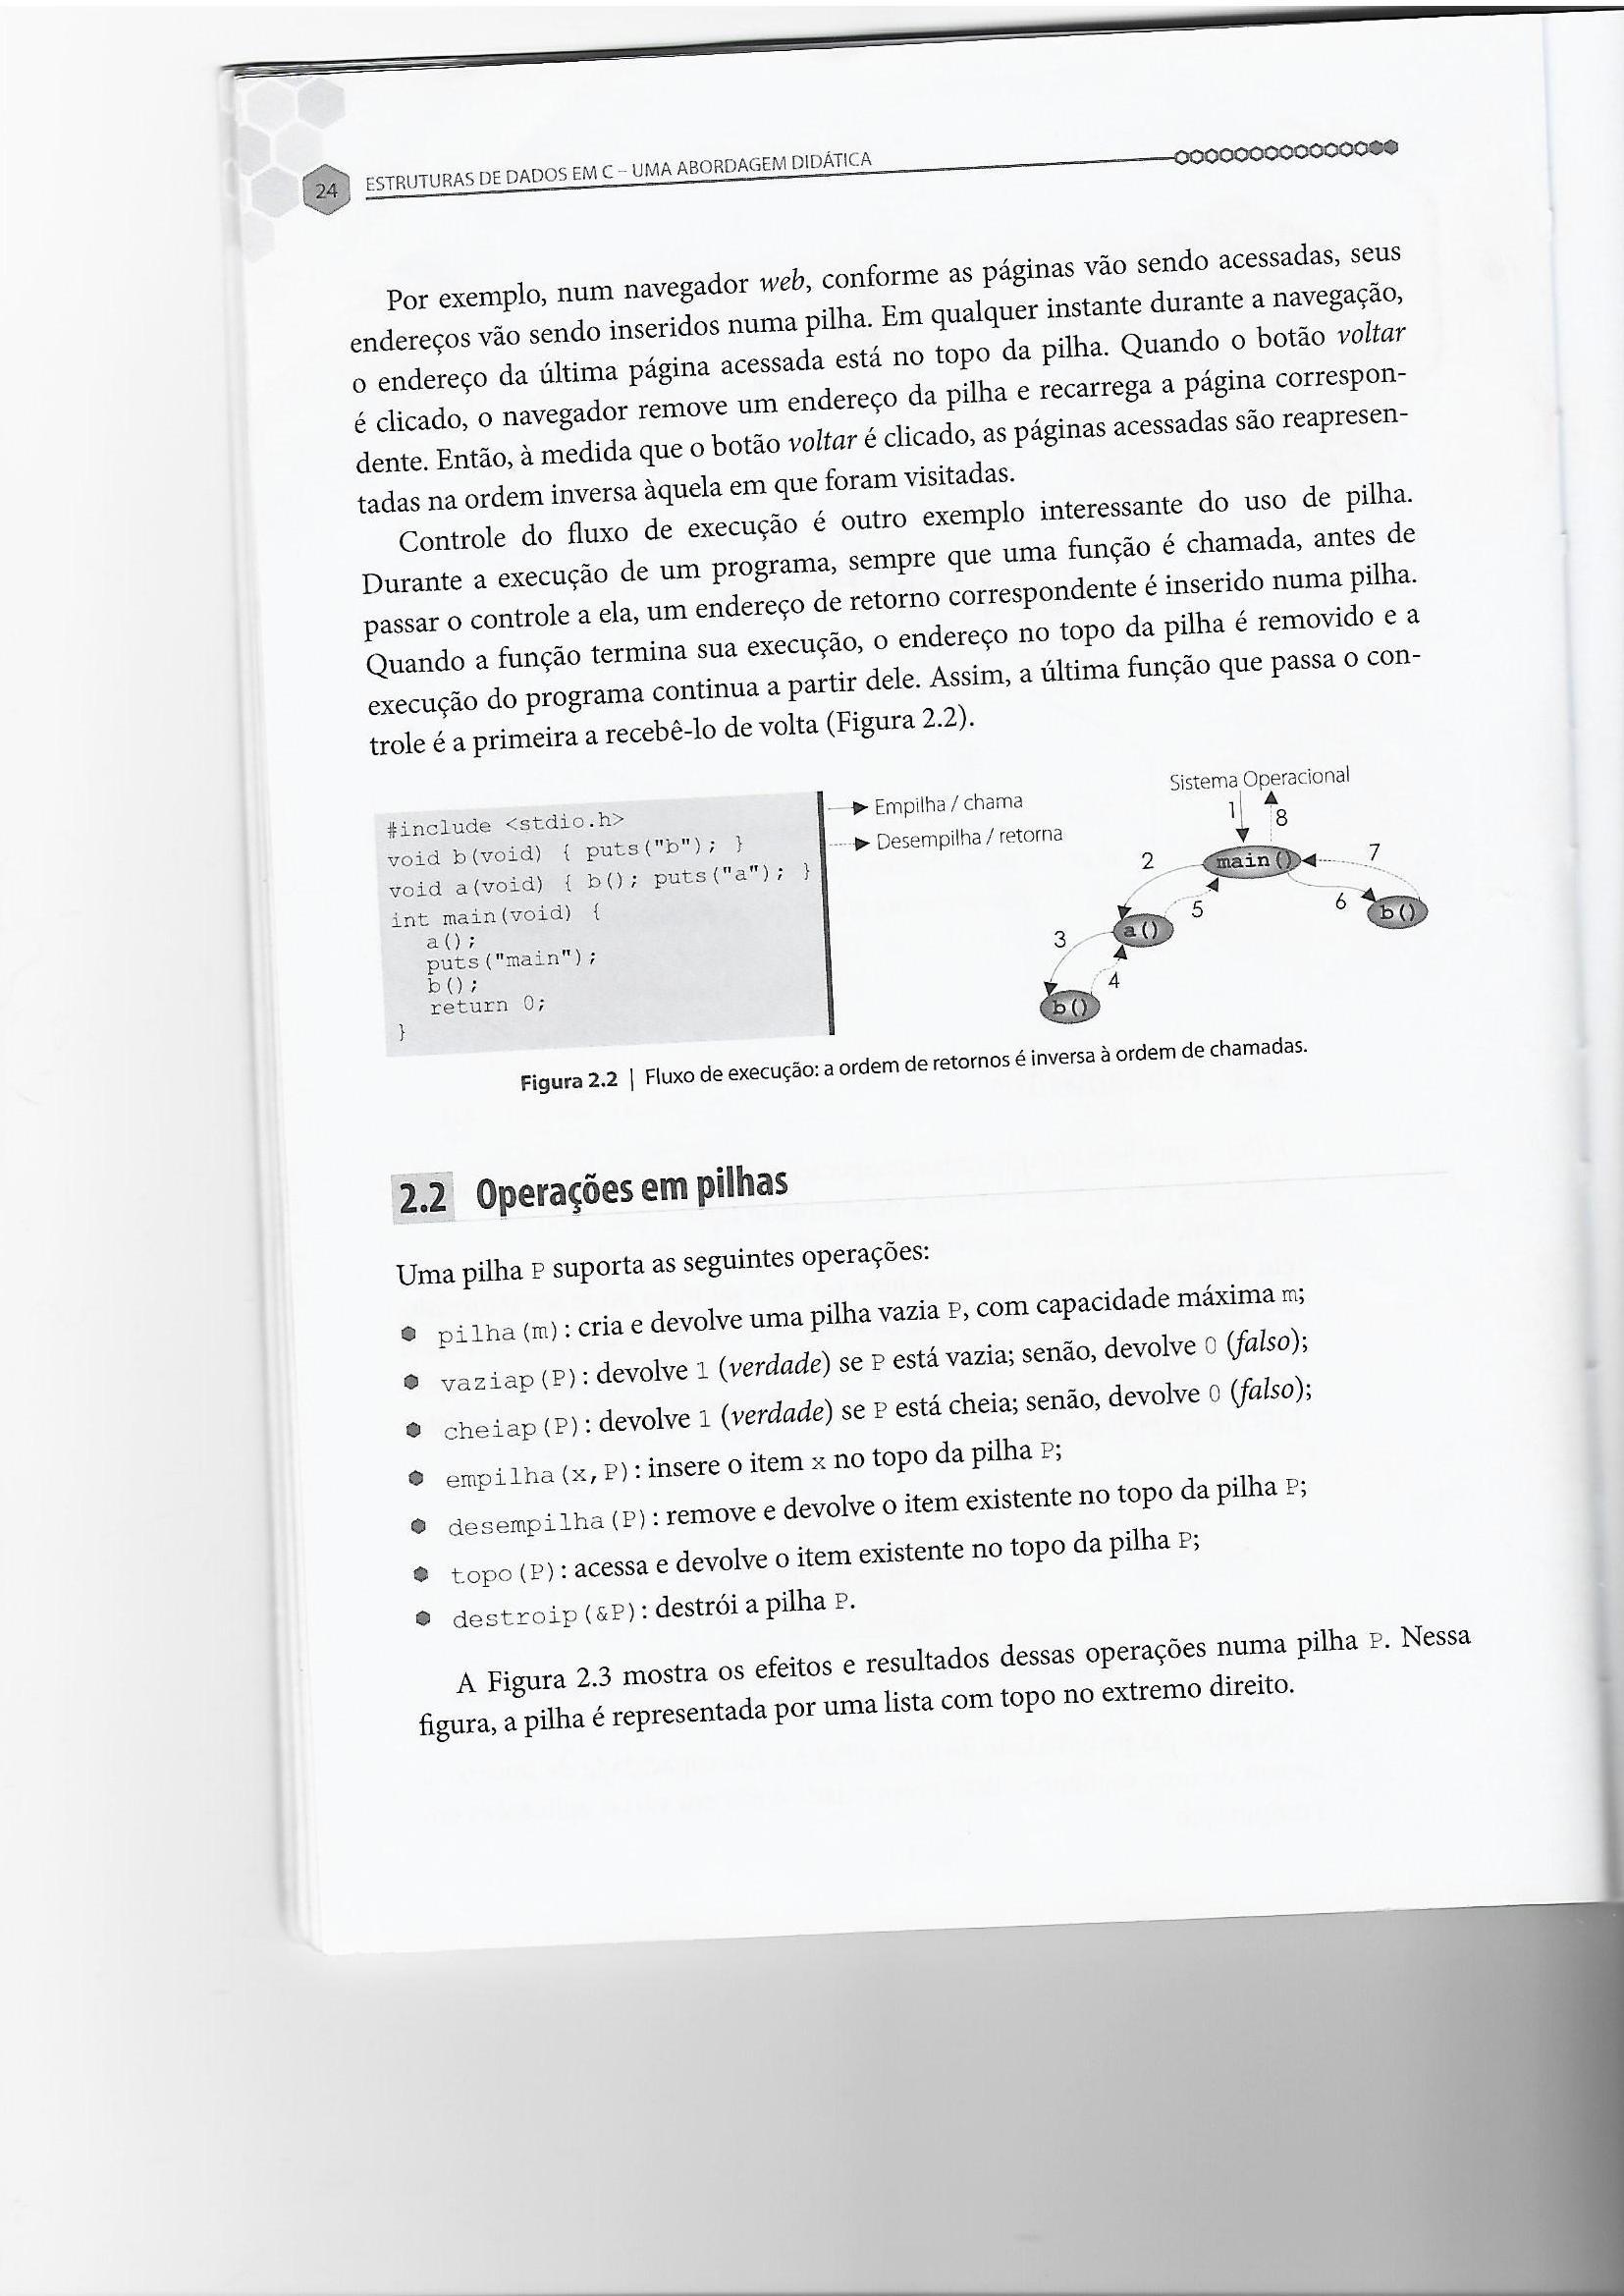 24
ESTRUTURAS DE DADOS EM C – UMA ABORDAGEM DIDÁTICA
Por exemplo, num navegador web, conforme as páginas vão sendo acessadas, seus
endereços vão sendo inseridos numa pilha. Em qualquer instante durante a navegação,
o endereço da última página acessada está no topo da pilha. Quando o botão voltar
é clicado, o navegador remove um endereço da pilha e recarrega a página correspon-
dente. Então, à medida que o botão voltar é clicado, as páginas acessadas são reapresen-
tadas na ordem inversa àquela em que foram visitadas.
Controle do fluxo de execução é outro exemplo interessante do uso de pilha.
Durante a execução de um programa, sempre que uma função é chamada, antes de
passar o controle a ela, um endereço de retorno correspondente é inserido numa pilha.
Quando a função termina sua execução, o endereço no topo da pilha é removido e a
execução do programa continua a partir dele. Assim, a última função que passa o con-
trole é a primeira a recebê-lo de volta (Figura 2.2).
#include <stdio.h>
void b(void) { puts("b"); }
void a(void) { b(); puts("a"); }
int main(void) {
a();
puts("main");
b();
return 0;
}
Empilha / chama
Desempilha / retorna
Sistema Operacional
1
8
2
main()
7
5
6
b()
3
a()
4
b()
Figura 2.2 | Fluxo de execução: a ordem de retornos é inversa à ordem de chamadas.
2.2 Operações em pilhas
Uma pilha P suporta as seguintes operações:
pilha(m): cria e devolve uma pilha vazia P, com capacidade máxima m;
vaziap(P): devolve 1 (verdade) se P está vazia; senão, devolve 0 (falso);
cheiap(P): devolve 1 (verdade) se P está cheia; senão, devolve 0 (falso);
empilha(x,P): insere o item x no topo da pilha P;
desempilha(P): remove e devolve o item existente no topo da pilha P;
topo(P): acessa e devolve o item existente no topo da pilha P;
destroip(&P): destrói a pilha P.
A Figura 2.3 mostra os efeitos e resultados dessas operações numa pilha P. Nessa
figura, a pilha é representada por uma lista com topo no extremo direito.